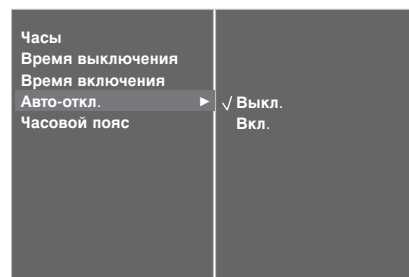 Часы
Время выключения
Время включения
Авто-откл. ►
Часовой пояс
√ Выкл.
Вкл.